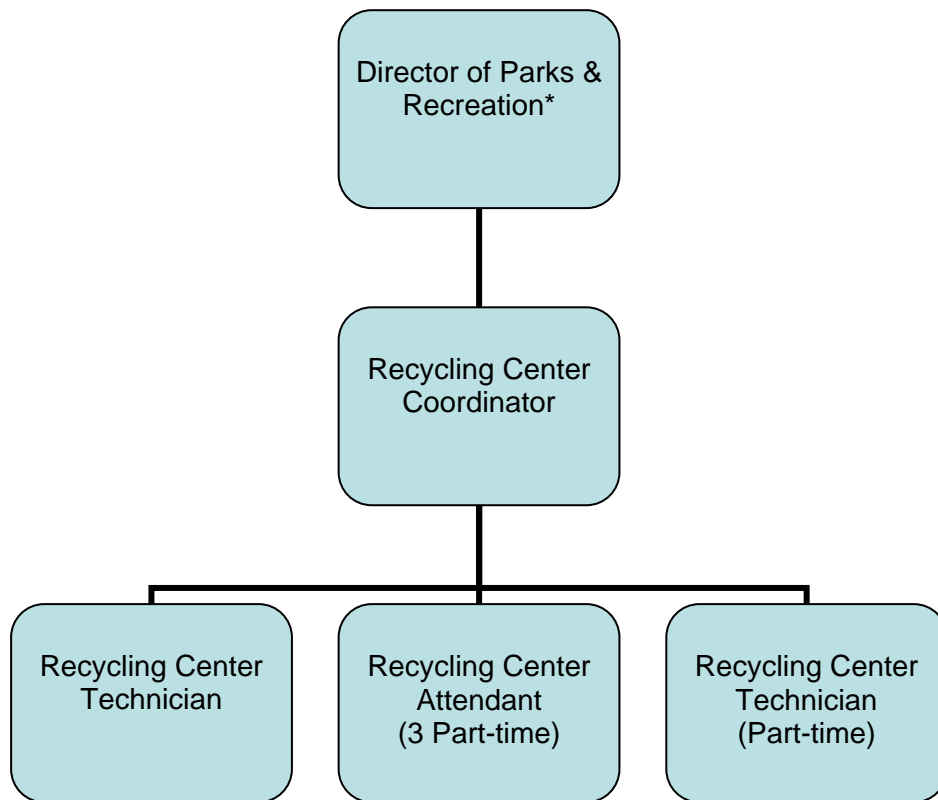 Director of Parks &
Recreation*
Recycling Center
Coordinator
Recycling Center
Technician
Recycling Center
Attendant
(3 Part-time)
Recycling Center
Technician
(Part-time)